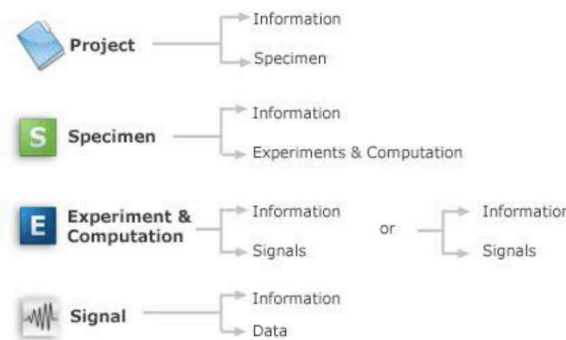 Information
Project
Specimen
Information
S Specimen
Experiments & Computation
E Experiment & Computation
Information
Signals
or
Information
Signals
Information
Signal
Data